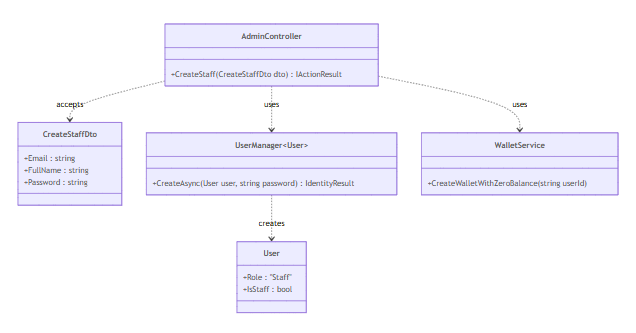 AdminController
+CreateStaff(CreateStaffDto dto) : IActionResult
accepts
uses
uses
CreateStaffDto
+Email : string
+FullName : string
+Password : string
UserManager<User>
+CreateAsync(User user, string password) : IdentityResult
WalletService
+CreateWalletWithZeroBalance(string userId)
creates
User
+Role : "Staff"
+IsStaff : bool